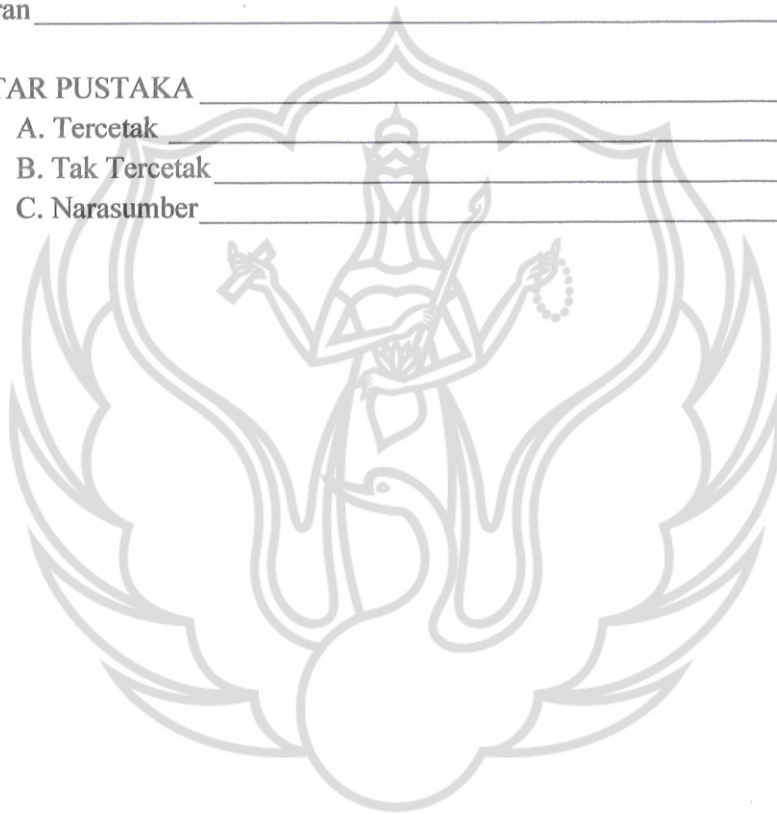 ran
TAR PUSTAKA
A. Tercetak
B. Tak Tercetak
C. Narasumber